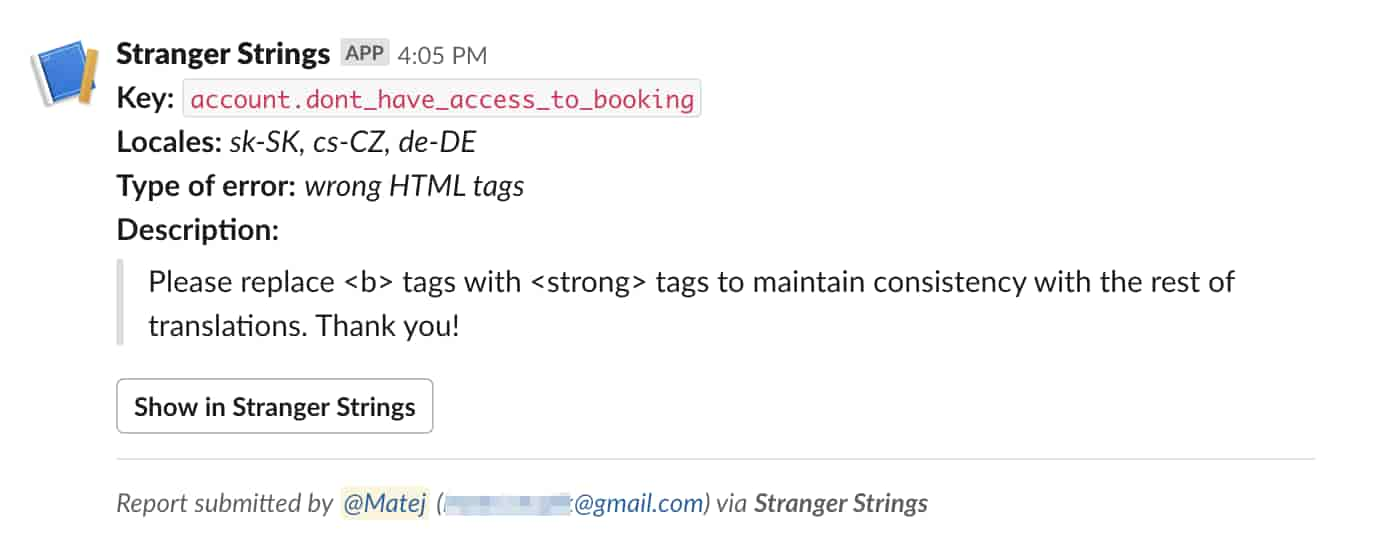 Stranger Strings APP 4:05 PM
Key: account.dont_have_access_to_booking
Locales: sk-SK, cs-CZ, de-DE
Type of error: wrong HTML tags
Description:
Please replace <b> tags with <strong> tags to maintain consistency with the rest of
translations. Thank you!
Show in Stranger Strings
Report submitted by @Matej (@gmail.com) via Stranger Strings